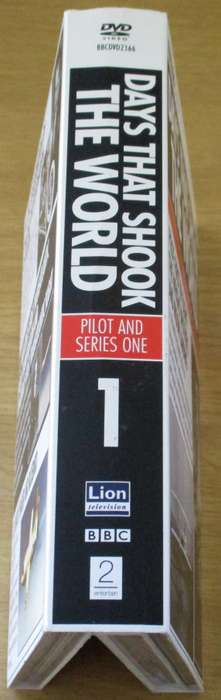 DVD
VIDEO
BBCDVD2166
DAYS THAT SHOOK
THE WORLD
PILOT AND
SERIES ONE
1
Lion
television
BBC
2
entertain